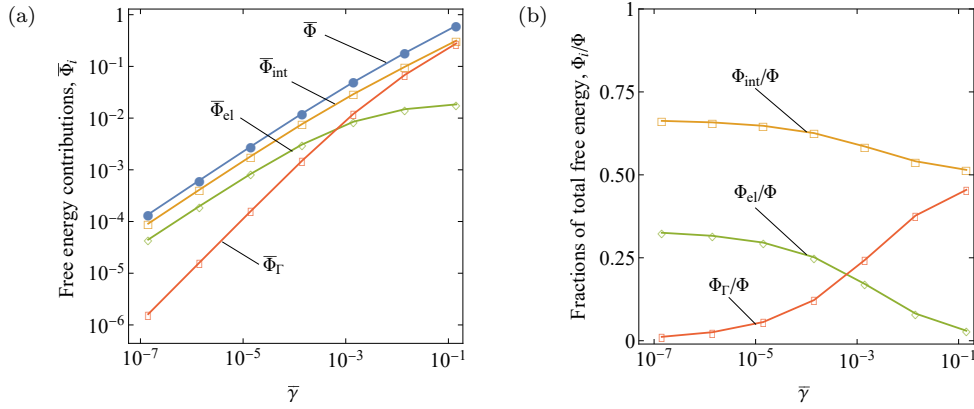 (a)
Free energy contributions, Φ̅ᵢ
1
10⁻¹
10⁻²
10⁻³
10⁻⁴
10⁻⁵
10⁻⁶
Φ̅
Φ̅_int
Φ̅_el
Φ̅_Γ
10⁻⁷ 10⁻⁵ 10⁻³ 10⁻¹
γ̅
(b)
Fractions of total free energy, Φᵢ/Φ
1
0.75
0.50
0.25
0
Φ_int/Φ
Φ_el/Φ
Φ_Γ/Φ
10⁻⁷ 10⁻⁵ 10⁻³ 10⁻¹
γ̅